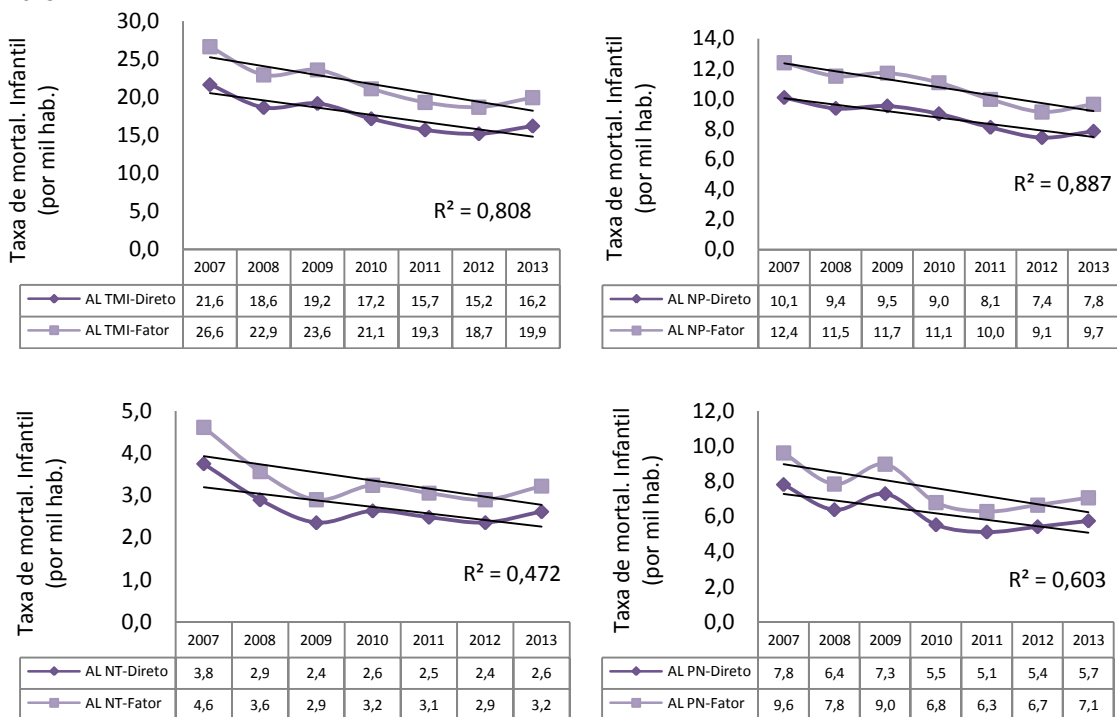 Taxa de mortal. Infantil
(por mil hab.)
30,0
25,0
20,0
15,0
10,0
5,0
0,0
R² = 0,808
2007 2008 2009 2010 2011 2012 2013
AL TMI-Direto 21,6 18,6 19,2 17,2 15,7 15,2 16,2
AL TMI-Fator 26,6 22,9 23,6 21,1 19,3 18,7 19,9
Taxa de mortal. Infantil
(por mil hab.)
14,0
12,0
10,0
8,0
6,0
4,0
2,0
0,0
R² = 0,887
2007 2008 2009 2010 2011 2012 2013
AL NP-Direto 10,1 9,4 9,5 9,0 8,1 7,4 7,8
AL NP-Fator 12,4 11,5 11,7 11,1 10,0 9,1 9,7
Taxa de mortal. Infantil
(por mil hab.)
5,0
4,0
3,0
2,0
1,0
0,0
R² = 0,472
2007 2008 2009 2010 2011 2012 2013
AL NT-Direto 3,8 2,9 2,4 2,6 2,5 2,4 2,6
AL NT-Fator 4,6 3,6 2,9 3,2 3,1 2,9 3,2
Taxa de mortal. Infantil
(por mil hab.)
12,0
10,0
8,0
6,0
4,0
2,0
0,0
R² = 0,603
2007 2008 2009 2010 2011 2012 2013
AL PN-Direto 7,8 6,4 7,3 5,5 5,1 5,4 5,7
AL PN-Fator 9,6 7,8 9,0 6,8 6,3 6,7 7,1